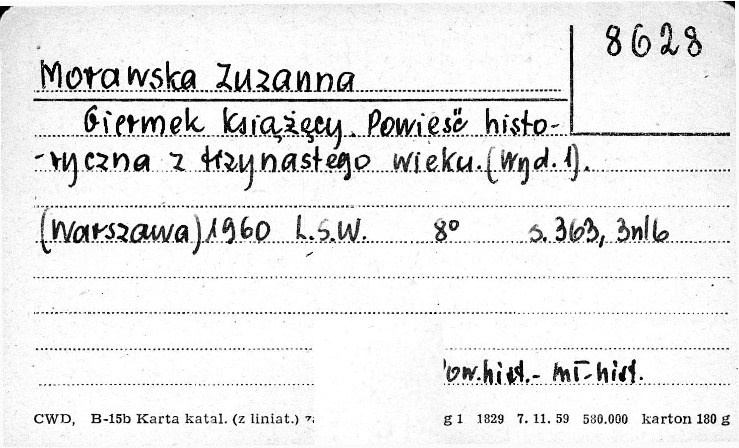 8628
Morawska Zuzanna
Giermek książęcy. Powieść histo-
-ryczna z trzynastego wieku. (Wyd. 1).
(Warszawa) 1960 L.S.W. 8° s. 363, 3nlb
ow.hist.- mł-hist.
CWD, B-15b Karta katal. (z liniat.) g 1 1829 7. 11. 59 580.000 karton 180 g